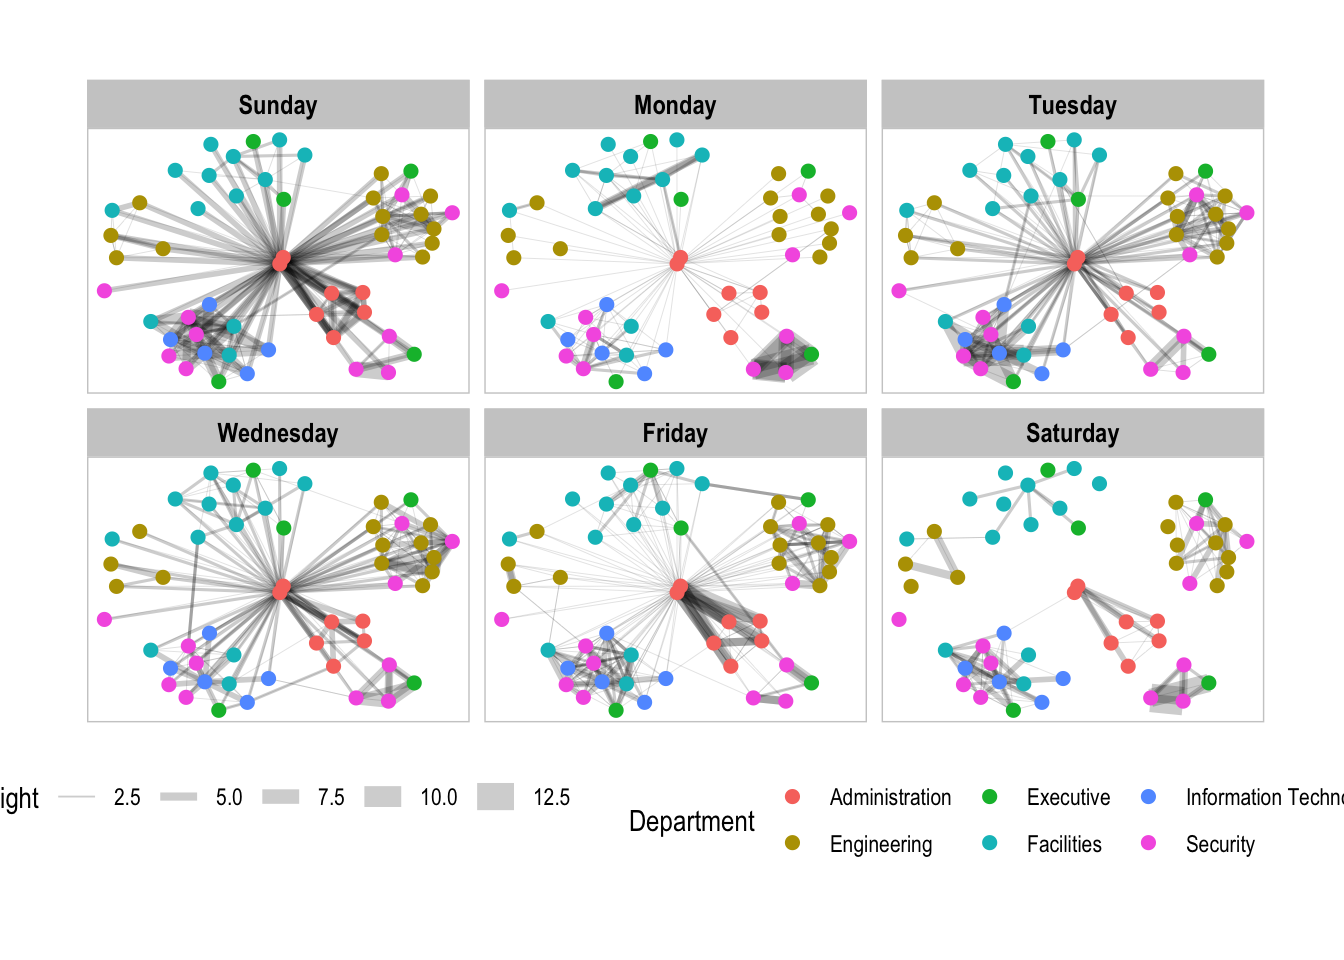 Sunday Monday Tuesday
Wednesday Friday Saturday
ight 2.5 5.0 7.5 10.0 12.5
Department
Administration Executive Information Techn
Engineering Facilities Security